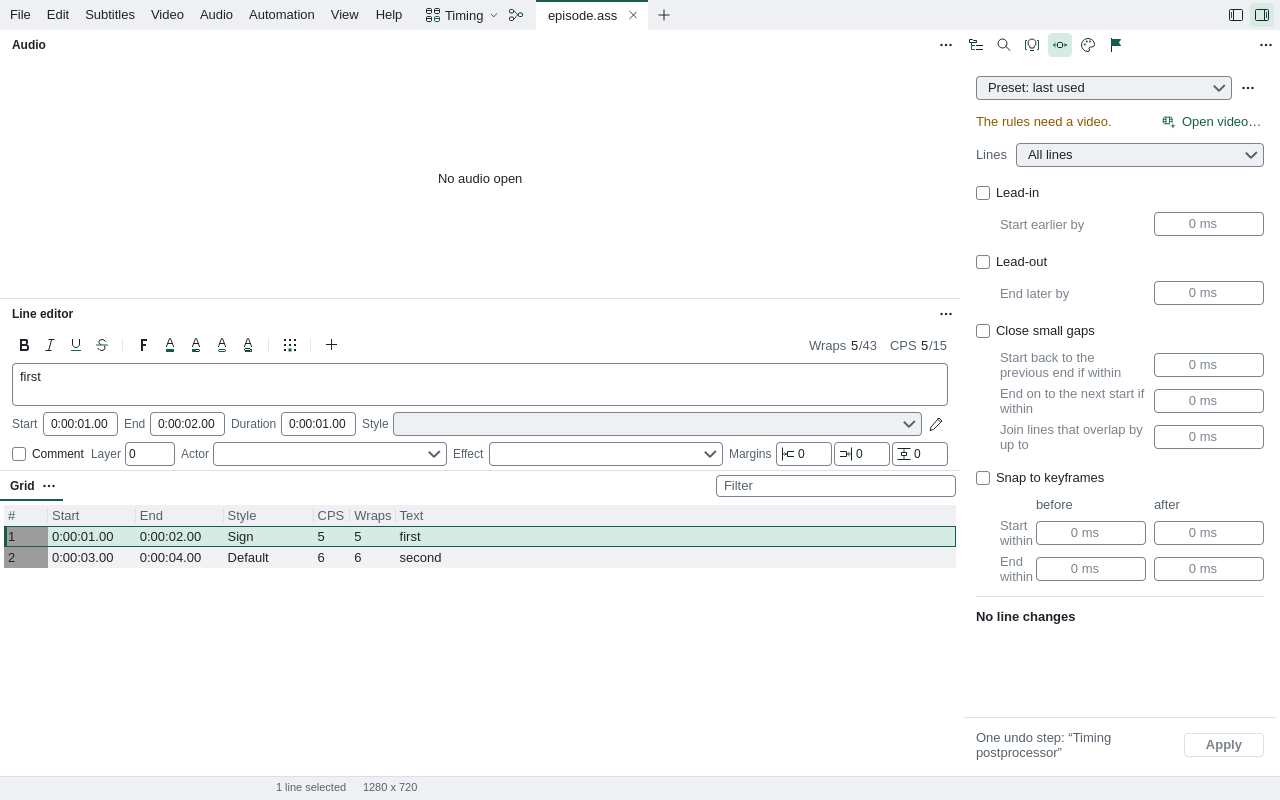 File Edit Subtitles Video Audio Automation View Help Timing episode.ass
Audio
No audio open
Line editor
B I U S F A A A A Wraps 5/43 CPS 5/15
first
Start 0:00:01.00 End 0:00:02.00 Duration 0:00:01.00 Style
Comment Layer 0 Actor Effect Margins 0 0 0
Grid Filter
# Start End Style CPS Wraps Text
1 0:00:01.00 0:00:02.00 Sign 5 5 first
2 0:00:03.00 0:00:04.00 Default 6 6 second
Preset: last used
The rules need a video. Open video…
Lines All lines
Lead-in
Start earlier by 0 ms
Lead-out
End later by 0 ms
Close small gaps
Start back to the
previous end if within 0 ms
End on to the next start if
within 0 ms
Join lines that overlap by
up to 0 ms
Snap to keyframes
before after
Start
within 0 ms 0 ms
End
within 0 ms 0 ms
No line changes
One undo step: “Timing
postprocessor” Apply
1 line selected 1280 x 720